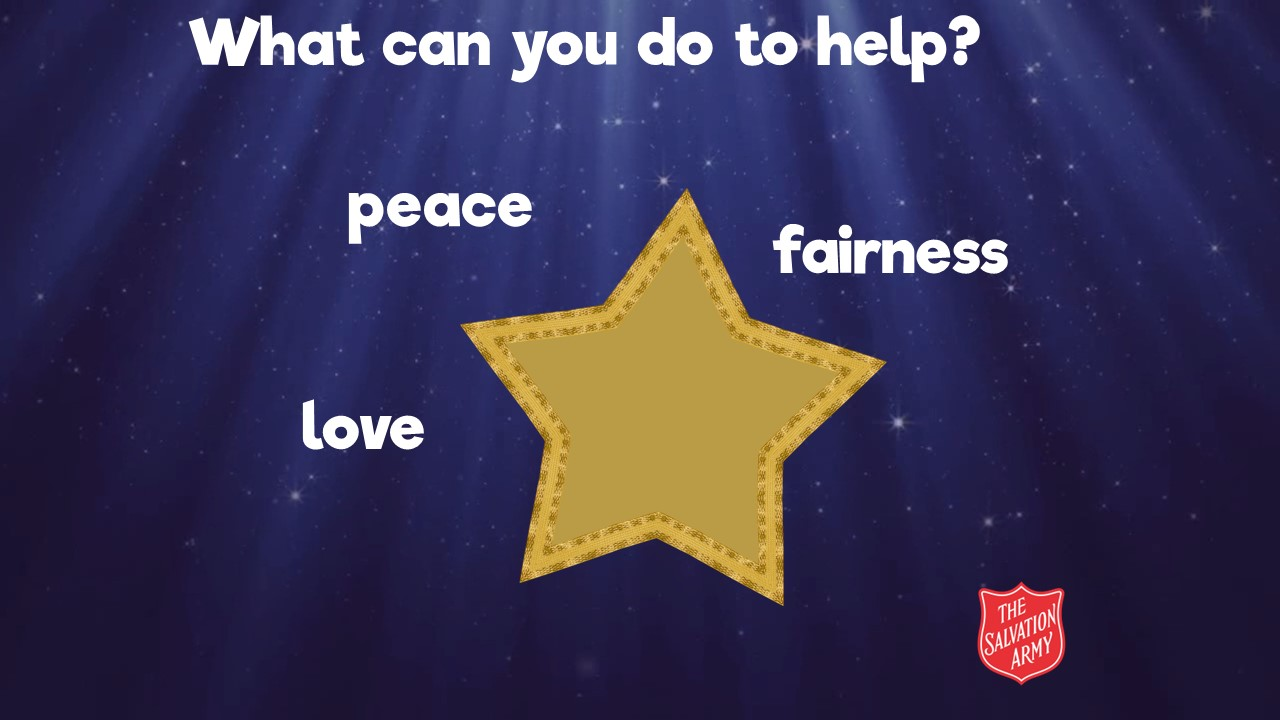 What can you do to help?
peace
fairness
love
THE
SALVATION
ARMY